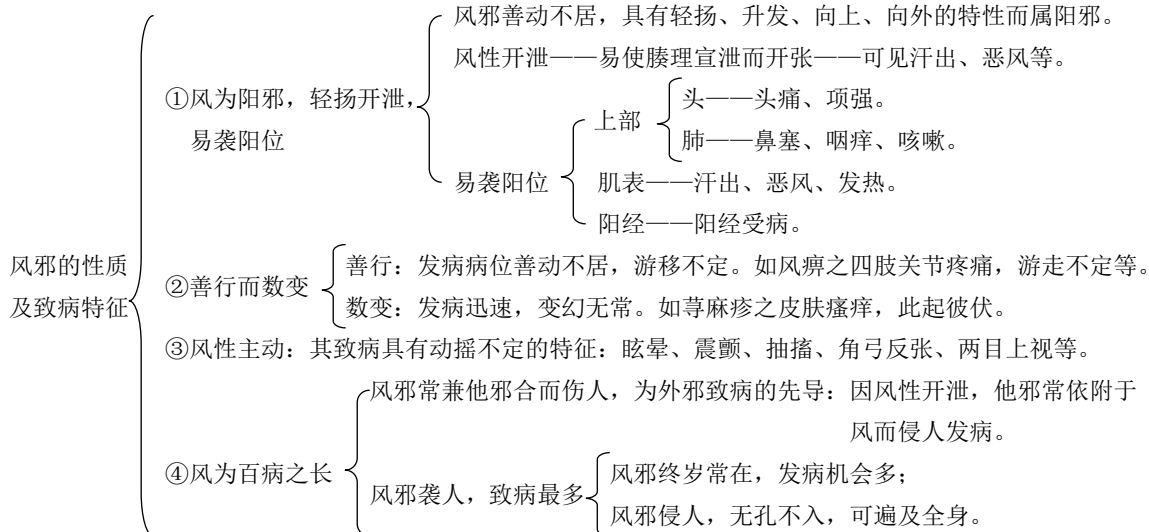 风邪善动不居，具有轻扬、升发、向上、向外的特性而属阳邪。
风性开泄——易使腠理宣泄而开张——可见汗出、恶风等。
①风为阳邪，轻扬开泄，
易袭阳位
头——头痛、项强。
上部
肺——鼻塞、咽痒、咳嗽。
易袭阳位
肌表——汗出、恶风、发热。
阳经——阳经受病。
风邪的性质
及致病特征
②善行而数变
善行：发病病位善动不居，游移不定。如风痹之四肢关节疼痛，游走不定等。
数变：发病迅速，变幻无常。如荨麻疹之皮肤瘙痒，此起彼伏。
③风性主动：其致病具有动摇不定的特征：眩晕、震颤、抽搐、角弓反张、两目上视等。
④风为百病之长
风邪常兼他邪合而伤人，为外邪致病的先导：因风性开泄，他邪常依附于
风而侵人发病。
风邪袭人，致病最多
风邪终岁常在，发病机会多；
风邪侵人，无孔不入，可遍及全身。